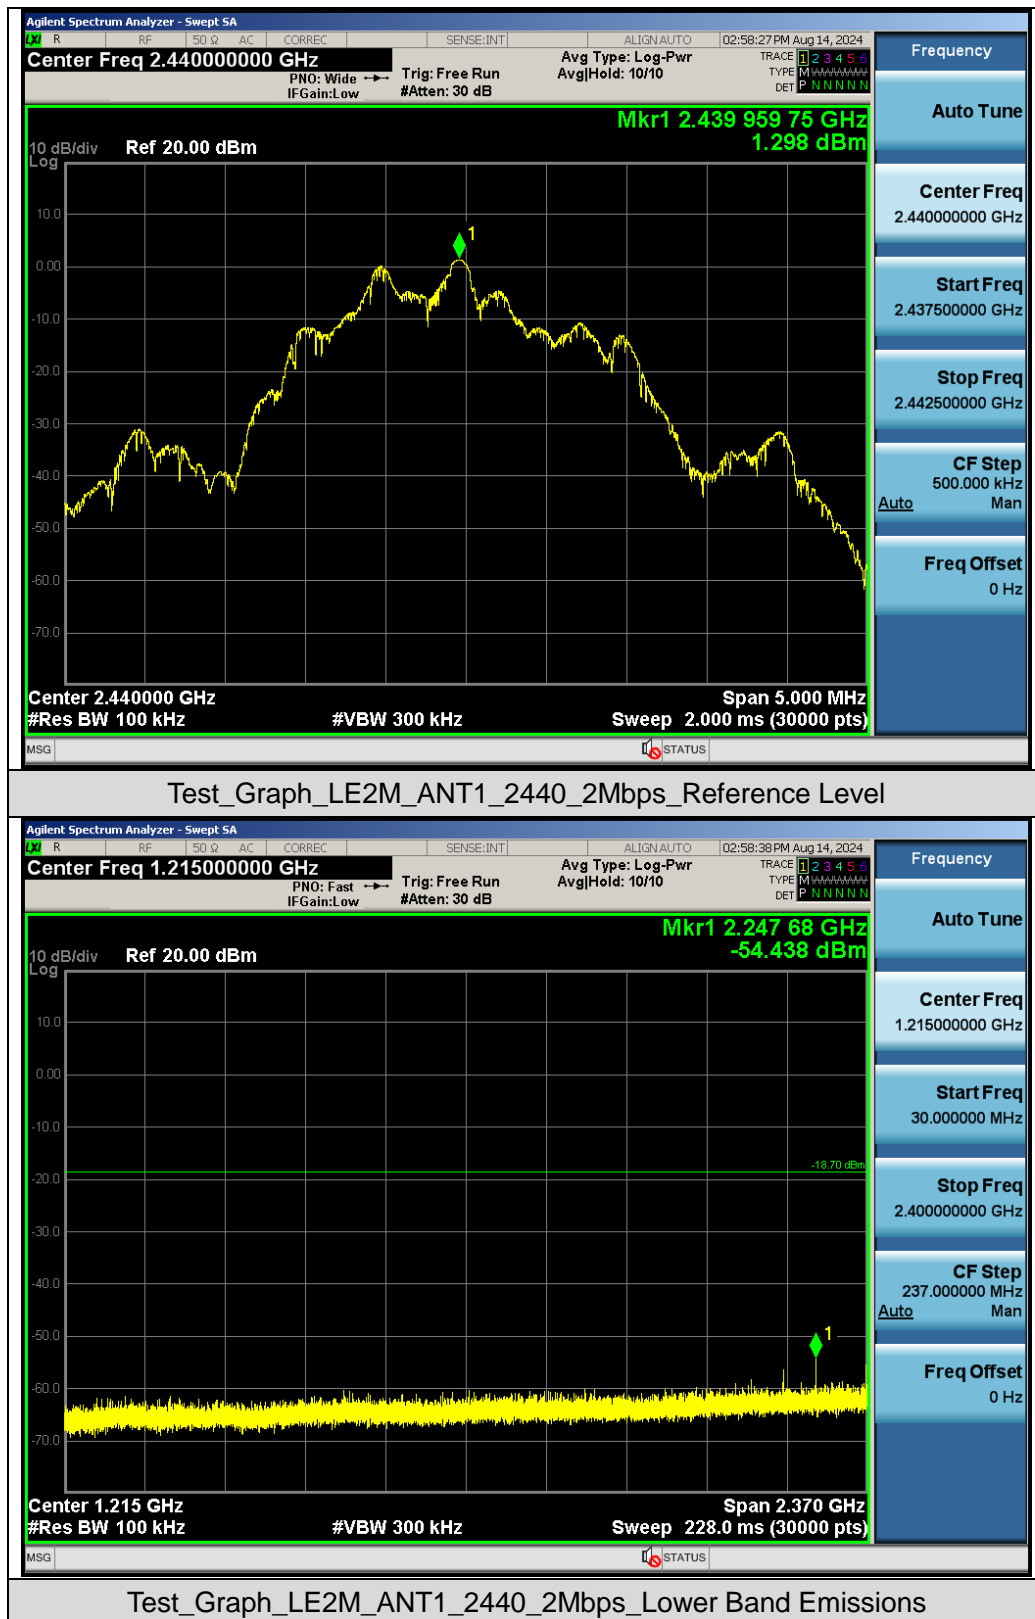 Agilent Spectrum Analyzer - Swept SA
LXI R RF 50 Ω AC CORREC SENSE:INT ALIGN AUTO 02:58:27 PM Aug 14, 2024
Center Freq 2.440000000 GHz
PNO: Wide
IFGain:Low
Trig: Free Run
#Atten: 30 dB
Avg Type: Log-Pwr
Avg|Hold: 10/10
TRACE 1 2 3 4 5 6
TYPE M WWWWW
DET P N N N N N
Mkr1 2.439 959 75 GHz
1.298 dBm
10 dB/div Ref 20.00 dBm
Log
10.0
0.00
-10.0
-20.0
-30.0
-40.0
-50.0
-60.0
-70.0
1
Center 2.440000 GHz Span 5.000 MHz
#Res BW 100 kHz #VBW 300 kHz Sweep 2.000 ms (30000 pts)
MSG STATUS
Frequency
Auto Tune
Center Freq
2.440000000 GHz
Start Freq
2.437500000 GHz
Stop Freq
2.442500000 GHz
CF Step
500.000 kHz
Auto Man
Freq Offset
0 Hz
Test_Graph_LE2M_ANT1_2440_2Mbps_Reference Level
Agilent Spectrum Analyzer - Swept SA
LXI R RF 50 Ω AC CORREC SENSE:INT ALIGN AUTO 02:58:38 PM Aug 14, 2024
Center Freq 1.215000000 GHz
PNO: Fast
IFGain:Low
Trig: Free Run
#Atten: 30 dB
Avg Type: Log-Pwr
Avg|Hold: 10/10
TRACE 1 2 3 4 5 6
TYPE M WWWWW
DET P N N N N N
Mkr1 2.247 68 GHz
-54.438 dBm
10 dB/div Ref 20.00 dBm
Log
10.0
0.00
-10.0
-20.0
-30.0
-40.0
-50.0
-60.0
-70.0
-18.70 dBm
1
Center 1.215 GHz Span 2.370 GHz
#Res BW 100 kHz #VBW 300 kHz Sweep 228.0 ms (30000 pts)
MSG STATUS
Frequency
Auto Tune
Center Freq
1.215000000 GHz
Start Freq
30.000000 MHz
Stop Freq
2.400000000 GHz
CF Step
237.000000 MHz
Auto Man
Freq Offset
0 Hz
Test_Graph_LE2M_ANT1_2440_2Mbps_Lower Band Emissions